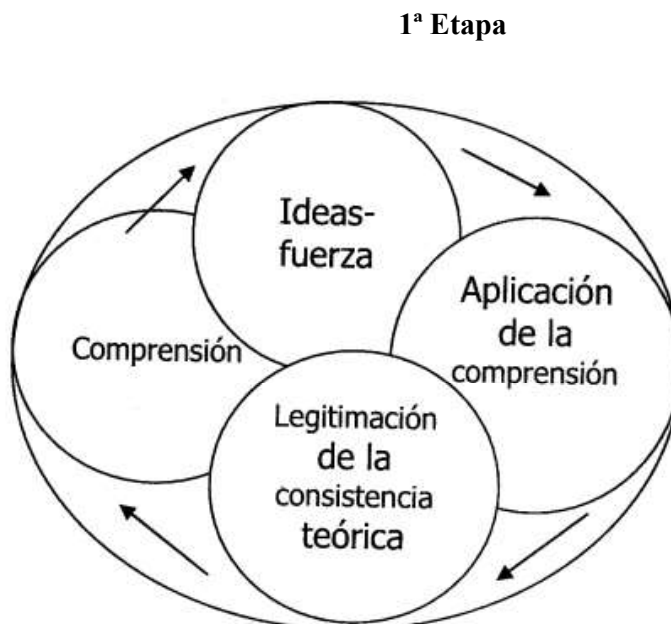 1ª Etapa
Ideas-
fuerza
Aplicación
de la
comprensión
Comprensión
Legitimación
de la
consistencia
teórica